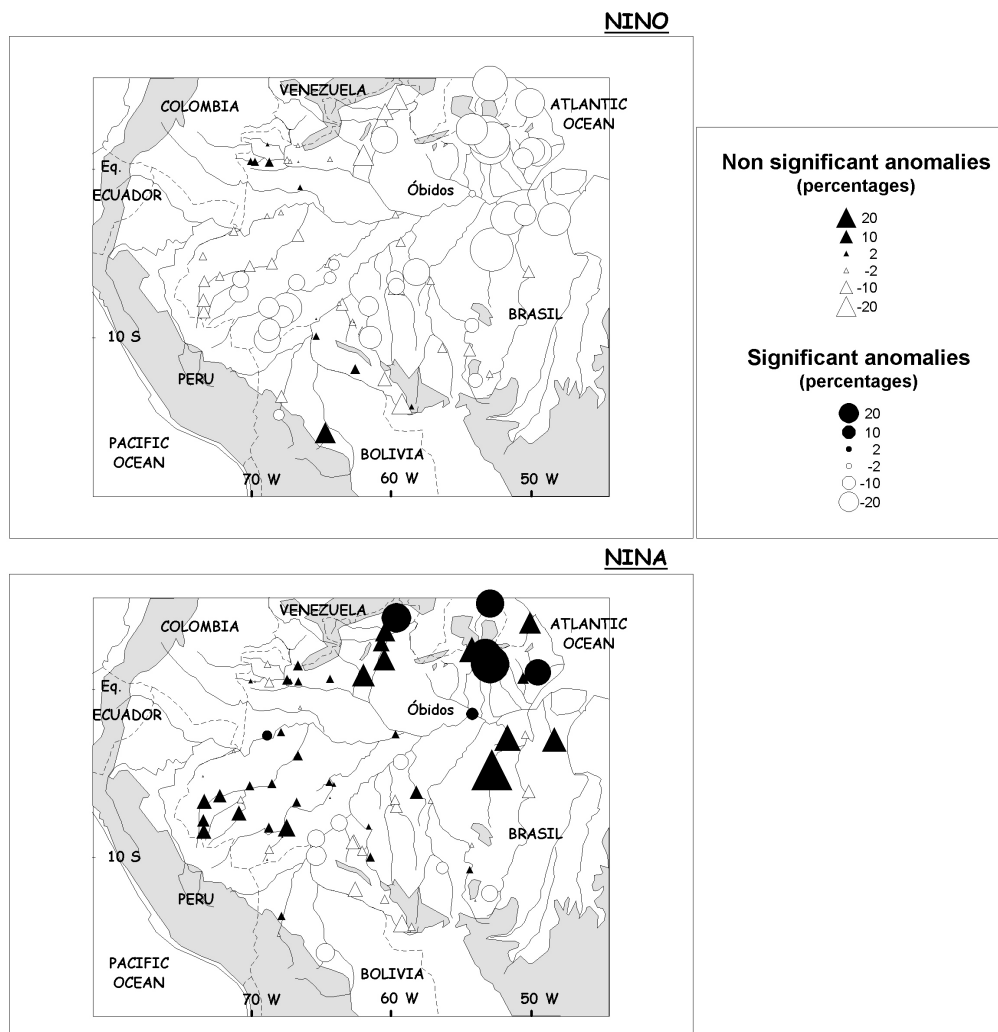 NINO
VENEZUELA
COLOMBIA
ATLANTIC
OCEAN
Eq.
ECUADOR
Óbidos
BRASIL
10 S
PERU
PACIFIC
OCEAN
BOLIVIA
70 W 60 W 50 W
Non significant anomalies
(percentages)
20
10
2
-2
-10
-20
Significant anomalies
(percentages)
20
10
2
-2
-10
-20
NINA
VENEZUELA
COLOMBIA
ATLANTIC
OCEAN
Eq.
ECUADOR
Óbidos
BRASIL
10 S
PERU
PACIFIC
OCEAN
BOLIVIA
70 W 60 W 50 W